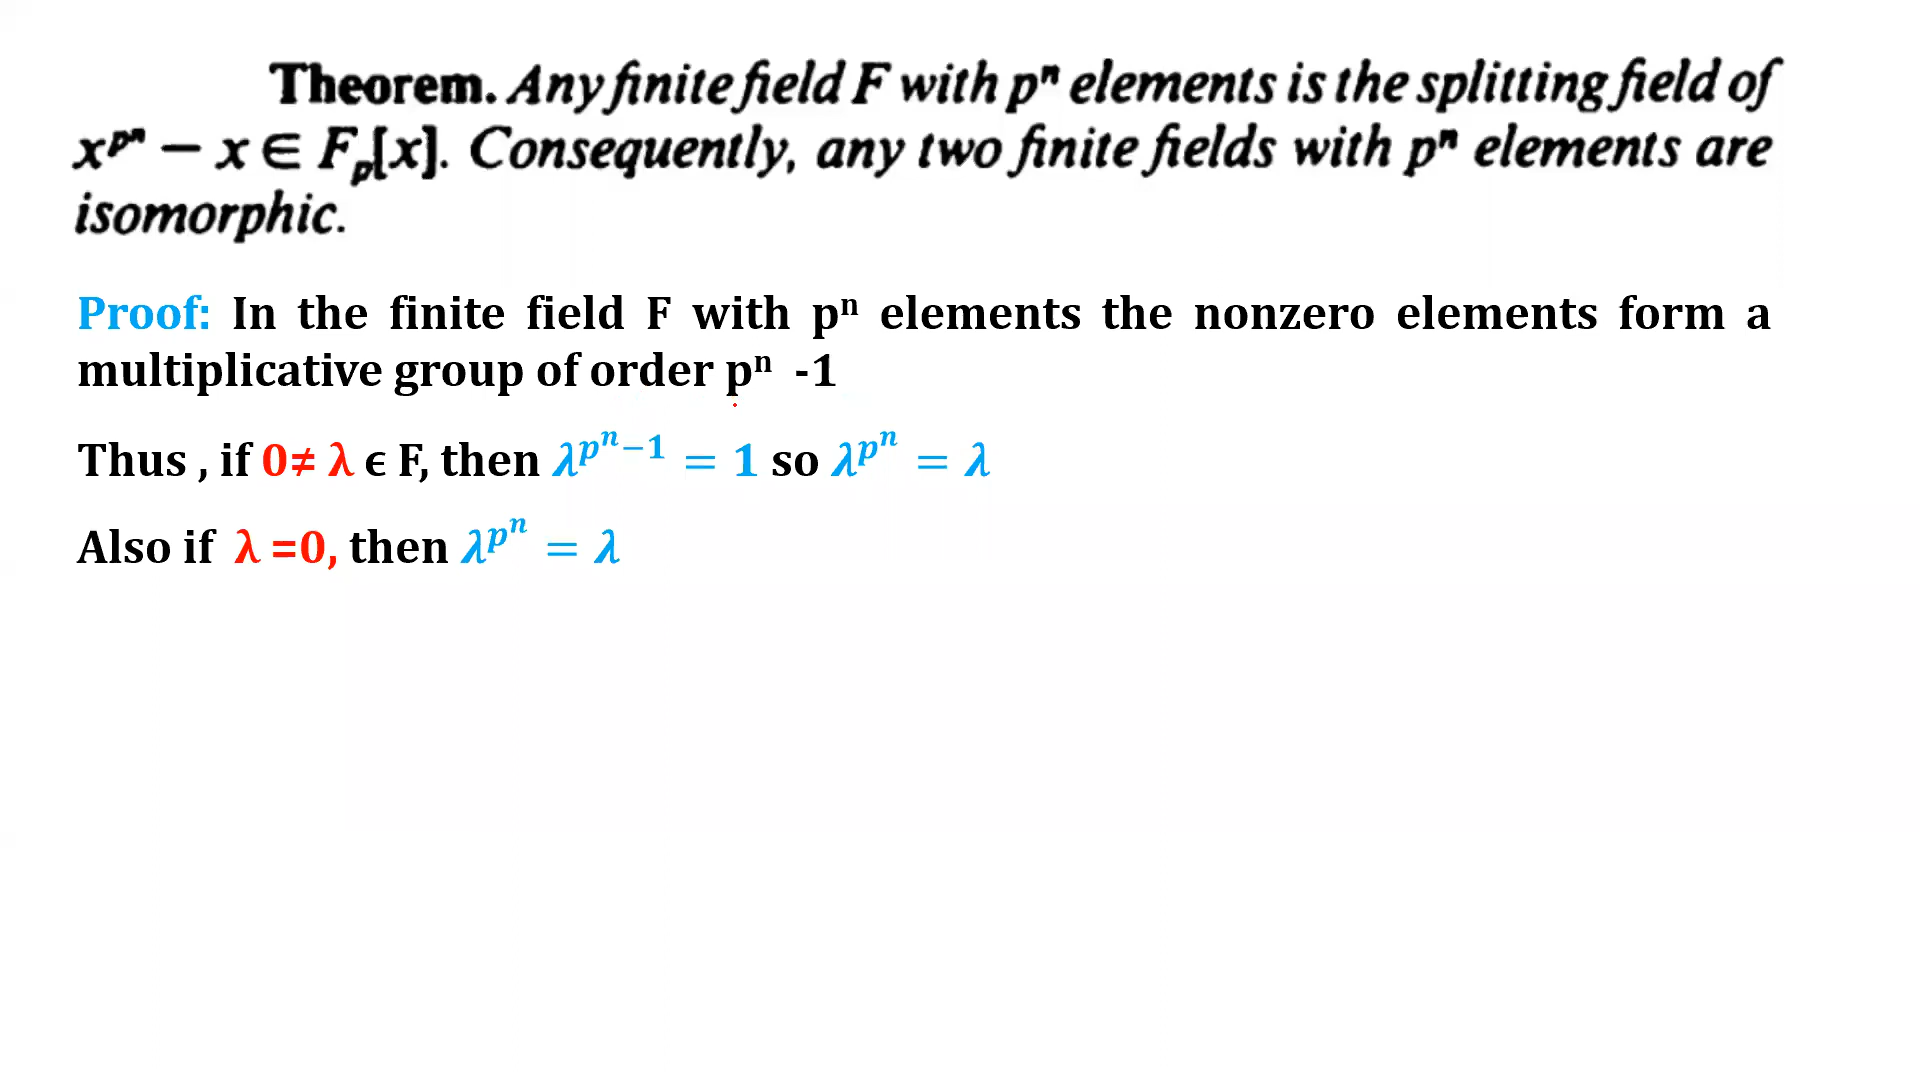 Theorem. Any finite field F with pⁿ elements is the splitting field of
x^{pⁿ} − x ∈ F_p[x]. Consequently, any two finite fields with pⁿ elements are
isomorphic.
Proof: In the finite field F with pⁿ elements the nonzero elements form a
multiplicative group of order pⁿ -1
Thus , if 0≠ λ ϵ F, then λ^{pⁿ−1} = 1 so λ^{pⁿ} = λ
Also if λ =0, then λ^{pⁿ} = λ